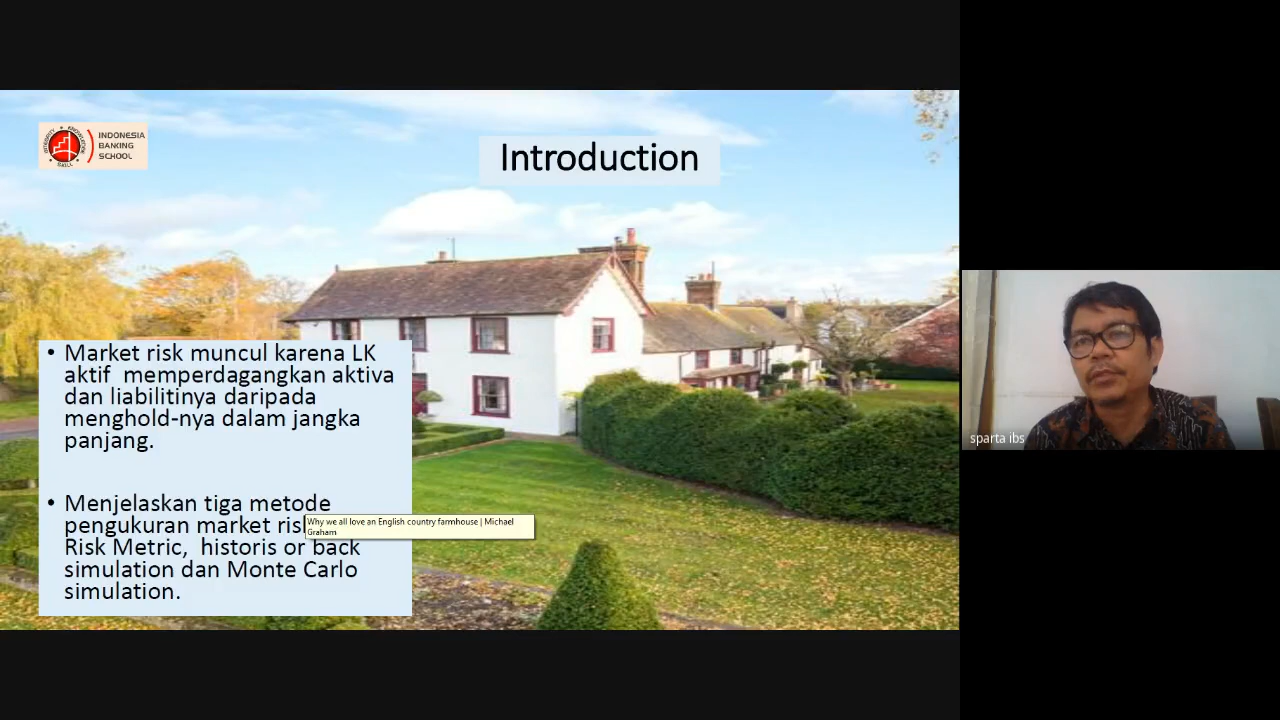 INDONESIA
BANKING
SCHOOL
Introduction
• Market risk muncul karena LK
aktif memperdagangkan aktiva
dan liabilitinya daripada
menghold-nya dalam jangka
panjang.
• Menjelaskan tiga metode
pengukuran market risk
Risk Metric, historis or back
simulation dan Monte Carlo
simulation.
Why we all love an English country farmhouse | Michael
Graham
sparta ibs